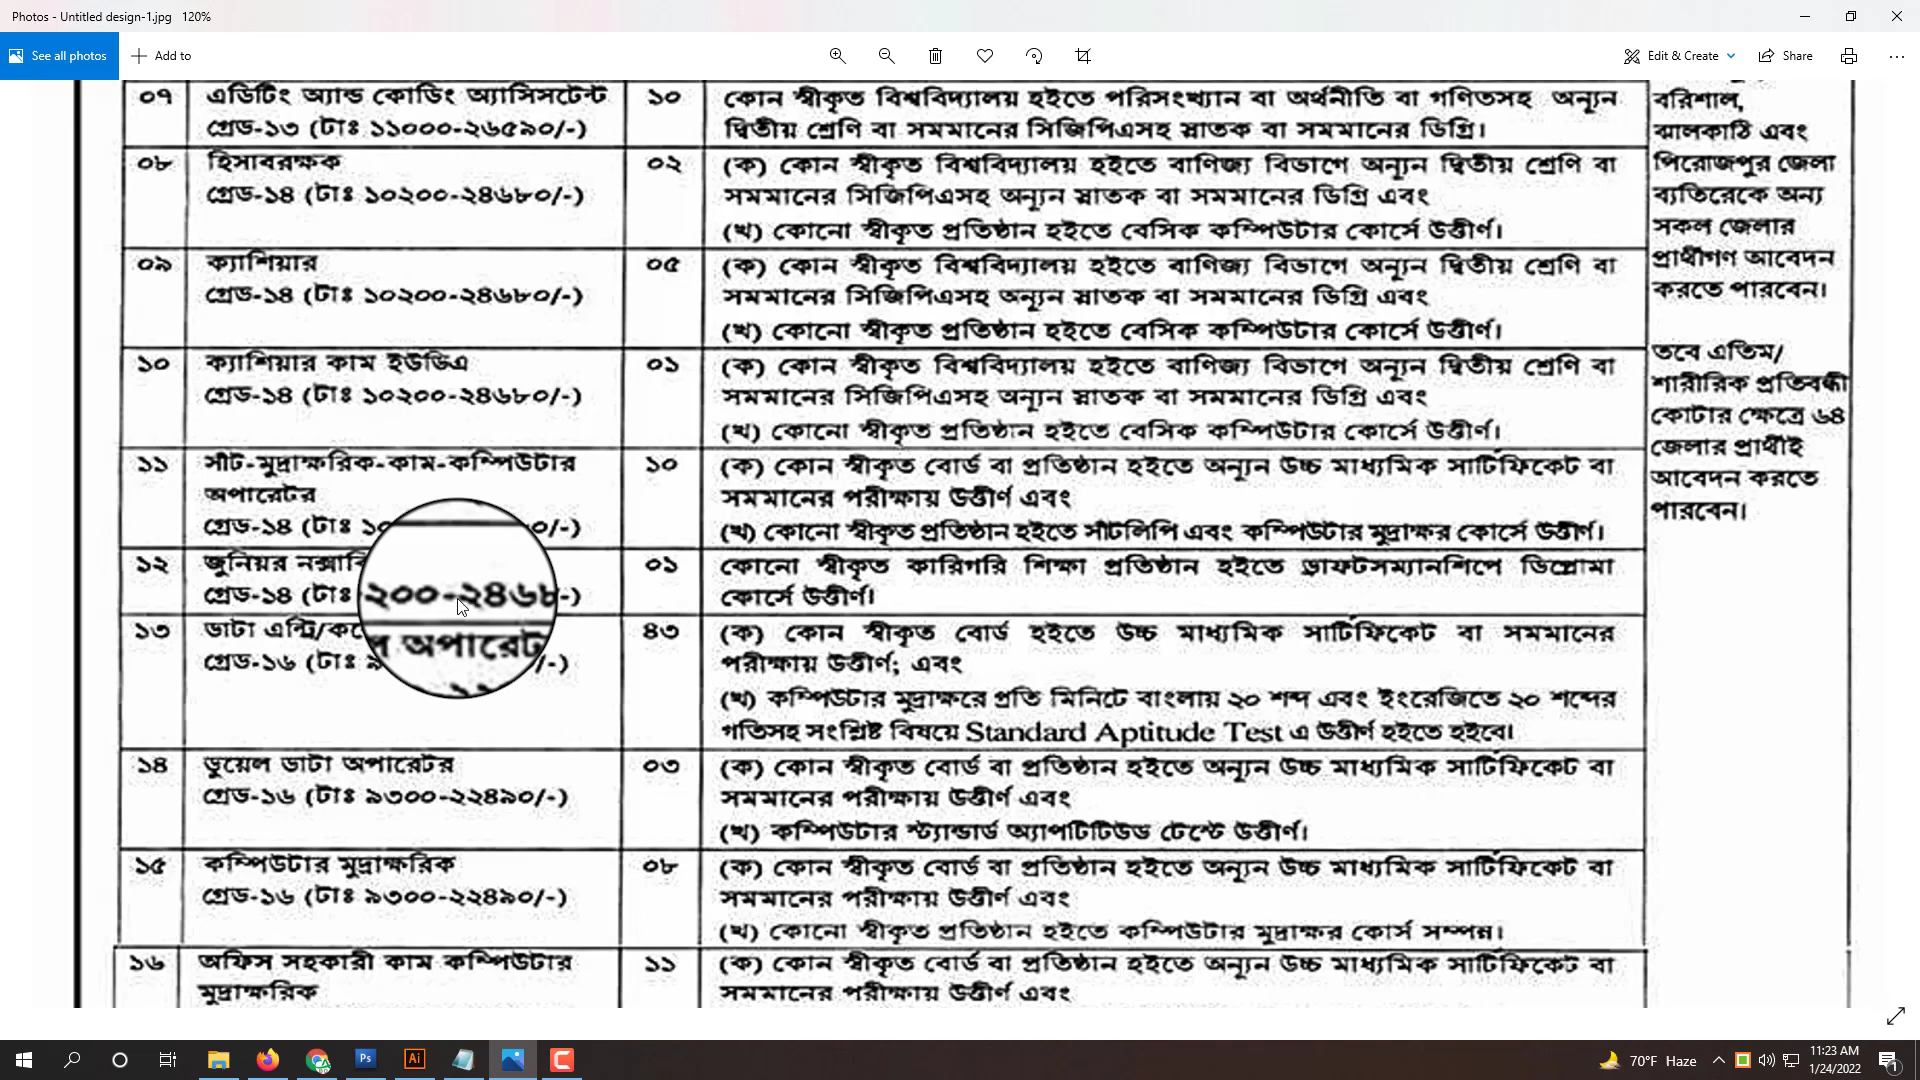 Photos - Untitled design-1.jpg 120%
See all photos
Add to
Edit & Create
Share
০৭
এডিটিং অ্যান্ড কোডিং অ্যাসিসটেন্ট
গ্রেড-১৩ (টাঃ ১১০০০-২৬৫৯০/-)
১০
কোন স্বীকৃত বিশ্ববিদ্যালয় হইতে পরিসংখ্যান বা অর্থনীতি বা গণিতসহ অন্যূন
দ্বিতীয় শ্রেণি বা সমমানের সিজিপিএসহ স্নাতক বা সমমানের ডিগ্রি।
০৮
হিসাবরক্ষক
গ্রেড-১৪ (টাঃ ১০২০০-২৪৬৮০/-)
০২
(ক) কোন স্বীকৃত বিশ্ববিদ্যালয় হইতে বাণিজ্য বিভাগে অন্যূন দ্বিতীয় শ্রেণি বা
সমমানের সিজিপিএসহ অন্যূন স্নাতক বা সমমানের ডিগ্রি এবং
(খ) কোনো স্বীকৃত প্রতিষ্ঠান হইতে বেসিক কম্পিউটার কোর্সে উত্তীর্ণ।
০৯
ক্যাশিয়ার
গ্রেড-১৪ (টাঃ ১০২০০-২৪৬৮০/-)
০৫
(ক) কোন স্বীকৃত বিশ্ববিদ্যালয় হইতে বাণিজ্য বিভাগে অন্যূন দ্বিতীয় শ্রেণি বা
সমমানের সিজিপিএসহ অন্যূন স্নাতক বা সমমানের ডিগ্রি এবং
(খ) কোনো স্বীকৃত প্রতিষ্ঠান হইতে বেসিক কম্পিউটার কোর্সে উত্তীর্ণ।
১০
ক্যাশিয়ার কাম ইউডিএ
গ্রেড-১৪ (টাঃ ১০২০০-২৪৬৮০/-)
০১
(ক) কোন স্বীকৃত বিশ্ববিদ্যালয় হইতে বাণিজ্য বিভাগে অন্যূন দ্বিতীয় শ্রেণি বা
সমমানের সিজিপিএসহ অন্যূন স্নাতক বা সমমানের ডিগ্রি এবং
(খ) কোনো স্বীকৃত প্রতিষ্ঠান হইতে বেসিক কম্পিউটার কোর্সে উত্তীর্ণ।
১১
সাঁট-মুদ্রাক্ষরিক-কাম-কম্পিউটার
অপারেটর
গ্রেড-১৪ (টাঃ ১০ ০/-)
১০
(ক) কোন স্বীকৃত বোর্ড বা প্রতিষ্ঠান হইতে অন্যূন উচ্চ মাধ্যমিক সার্টিফিকেট বা
সমমানের পরীক্ষায় উত্তীর্ণ এবং
(খ) কোনো স্বীকৃত প্রতিষ্ঠান হইতে সাঁটলিপি এবং কম্পিউটার মুদ্রাক্ষর কোর্সে উত্তীর্ণ।
১২
জুনিয়র
গ্রেড-১৪ (টাঃ ২০০-২৪৬৮ -)
০১
কোনো স্বীকৃত কারিগরি শিক্ষা প্রতিষ্ঠান হইতে ড্রাফটসম্যানশিপে ডিপ্লোমা
কোর্সে উত্তীর্ণ।
১৩
ডাটা এন্ট্রি/ অপারেট
গ্রেড-১৬ (টাঃ ৯ /-)
৪৩
(ক) কোন স্বীকৃত বোর্ড হইতে উচ্চ মাধ্যমিক সার্টিফিকেট বা সমমানের
পরীক্ষায় উত্তীর্ণ; এবং
(খ) কম্পিউটার মুদ্রাক্ষরে প্রতি মিনিটে বাংলায় ২০ শব্দ এবং ইংরেজিতে ২০ শব্দের
গতিসহ সংশ্লিষ্ট বিষয়ে Standard Aptitude Test এ উত্তীর্ণ হইতে হইবে।
১৪
ডুয়েল ডাটা অপারেটর
গ্রেড-১৬ (টাঃ ৯৩০০-২২৪৯০/-)
০৩
(ক) কোন স্বীকৃত বোর্ড বা প্রতিষ্ঠান হইতে অন্যূন উচ্চ মাধ্যমিক সার্টিফিকেট বা
সমমানের পরীক্ষায় উত্তীর্ণ এবং
(খ) কম্পিউটার স্ট্যান্ডার্ড অ্যাপটিটিউড টেস্টে উত্তীর্ণ।
১৫
কম্পিউটার মুদ্রাক্ষরিক
গ্রেড-১৬ (টাঃ ৯৩০০-২২৪৯০/-)
০৮
(ক) কোন স্বীকৃত বোর্ড বা প্রতিষ্ঠান হইতে অন্যূন উচ্চ মাধ্যমিক সার্টিফিকেট বা
সমমানের পরীক্ষায় উত্তীর্ণ এবং
(খ) কোনো স্বীকৃত প্রতিষ্ঠান হইতে কম্পিউটার মুদ্রাক্ষর কোর্স সম্পন্ন।
১৬
অফিস সহকারী কাম কম্পিউটার
মুদ্রাক্ষরিক
১১
(ক) কোন স্বীকৃত বোর্ড বা প্রতিষ্ঠান হইতে অন্যূন উচ্চ মাধ্যমিক সার্টিফিকেট বা
সমমানের পরীক্ষায় উত্তীর্ণ এবং
বরিশাল,
ঝালকাঠি এবং
পিরোজপুর জেলা
ব্যতিরেকে অন্য
সকল জেলার
প্রার্থীগণ আবেদন
করতে পারবেন।
তবে এতিম/
শারীরিক প্রতিবন্ধী
কোটার ক্ষেত্রে ৬৪
জেলার প্রার্থীই
আবেদন করতে
পারবেন।
Ps
Ai
70°F Haze
11:23 AM
1/24/2022
1